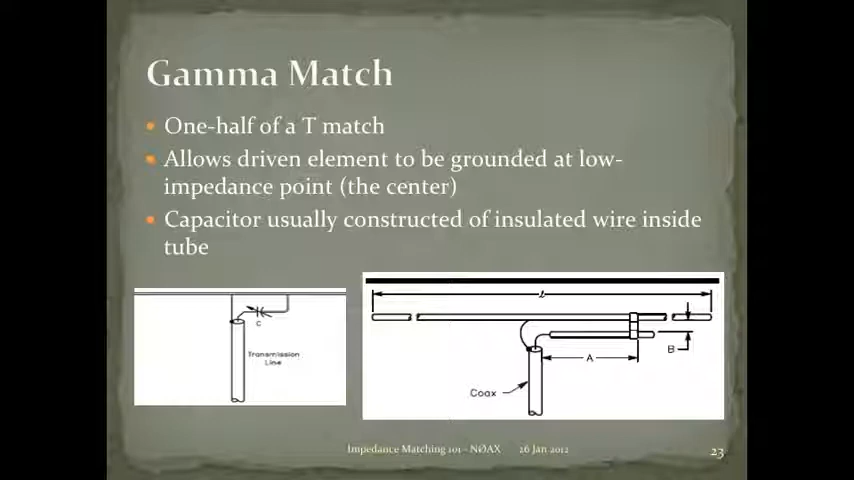 Gamma Match
• One-half of a T match
• Allows driven element to be grounded at low-
impedance point (the center)
• Capacitor usually constructed of insulated wire inside
tube
C
Transmission
Line
L
A
B
Coax
Impedance Matching 101 - NØAX 26 Jan 2012
23